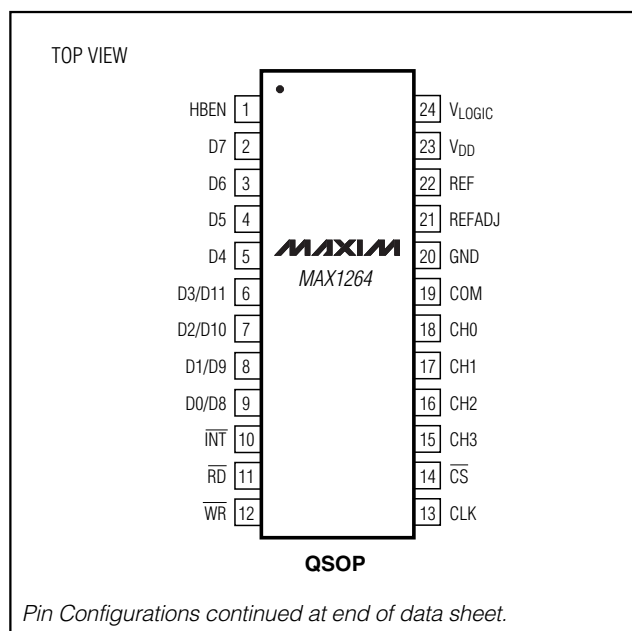 TOP VIEW
HBEN 1
D7 2
D6 3
D5 4
D4 5
D3/D11 6
D2/D10 7
D1/D9 8
D0/D8 9
INT 10
RD 11
WR 12
MAXIM
MAX1264
24 VLOGIC
23 VDD
22 REF
21 REFADJ
20 GND
19 COM
18 CH0
17 CH1
16 CH2
15 CH3
14 CS
13 CLK
QSOP
Pin Configurations continued at end of data sheet.